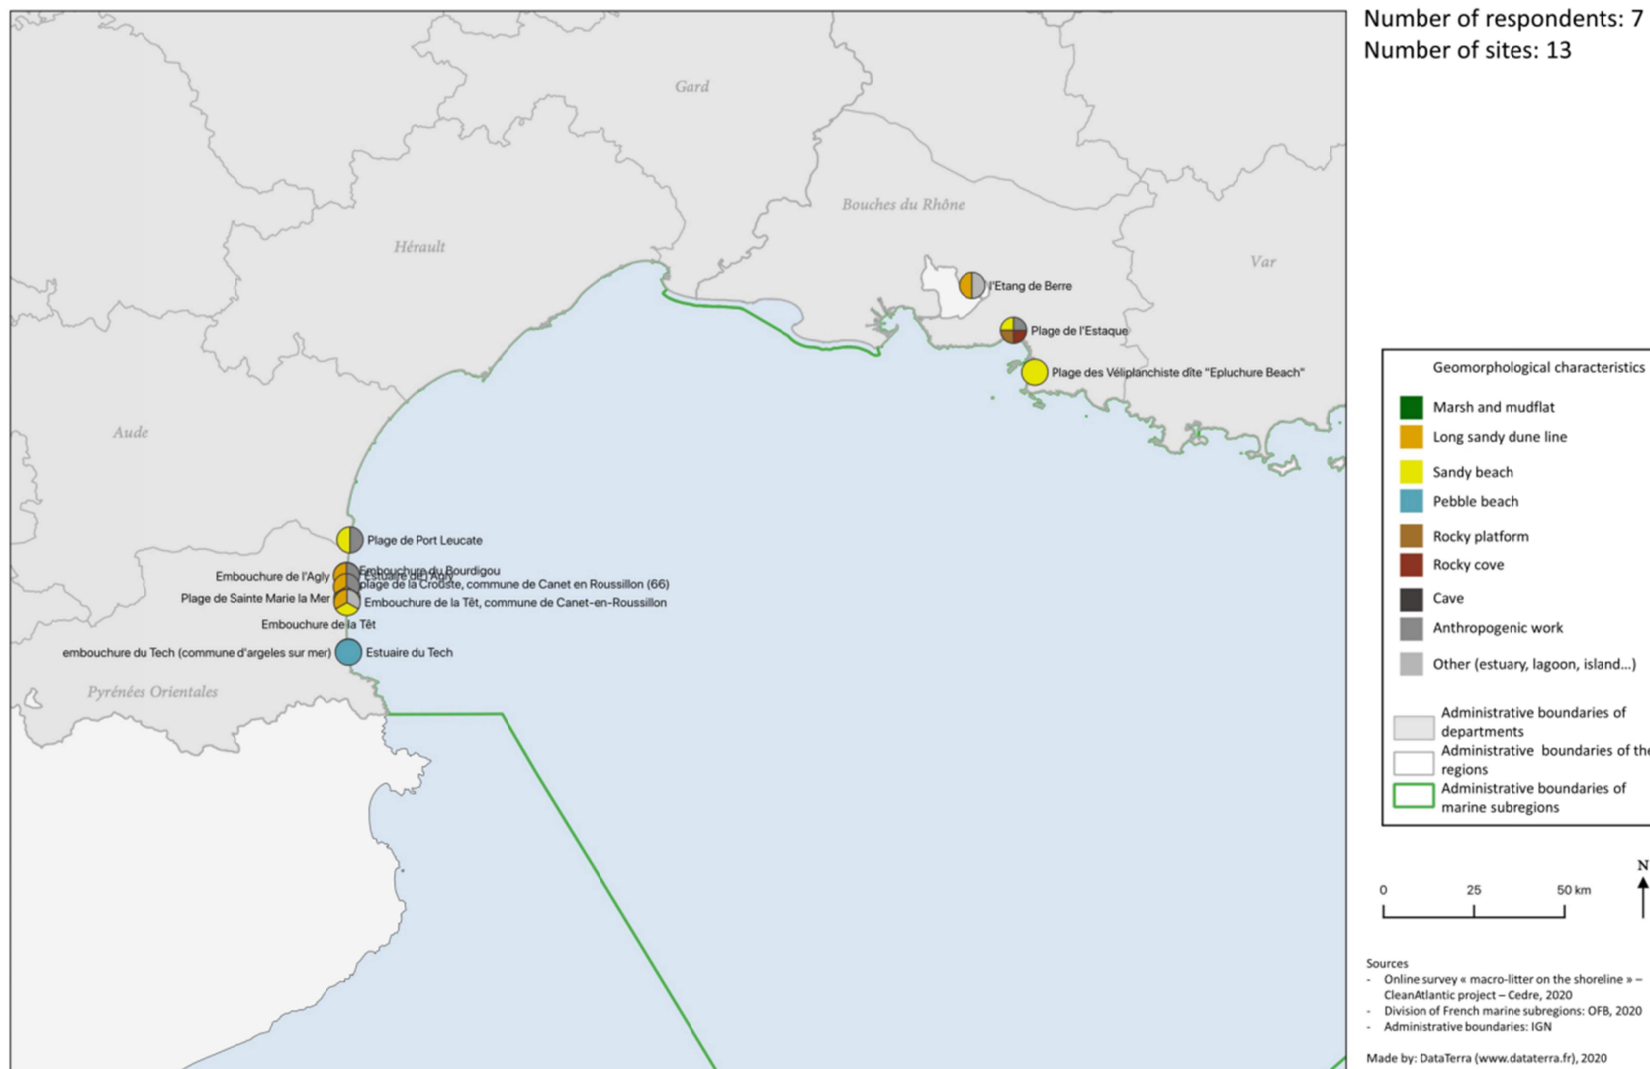 Number of respondents: 7
Number of sites: 13
Gard
Bouches du Rhône
Hérault
Var
l'Etang de Berre
Plage de l'Estaque
Plage des Véliplanchiste dîte "Epluchure Beach"
Aude
Plage de Port Leucate
Embouchure du Bourdigou
Embouchure de l'Agly
Estuaire de l'Agly
plage de la Crouste, commune de Canet en Roussillon (66)
Plage de Sainte Marie la Mer
Embouchure de la Têt, commune de Canet-en-Roussillon
Embouchure de la Têt
embouchure du Tech (commune d'argeles sur mer)
Estuaire du Tech
Pyrénées Orientales
Geomorphological characteristics
Marsh and mudflat
Long sandy dune line
Sandy beach
Pebble beach
Rocky platform
Rocky cove
Cave
Anthropogenic work
Other (estuary, lagoon, island...)
Administrative boundaries of
departments
Administrative boundaries of the
regions
Administrative boundaries of
marine subregions
N
0 25 50 km
Sources
- Online survey « macro-litter on the shoreline » –
CleanAtlantic project – Cedre, 2020
- Division of French marine subregions: OFB, 2020
- Administrative boundaries: IGN
Made by: DataTerra (www.dataterra.fr), 2020